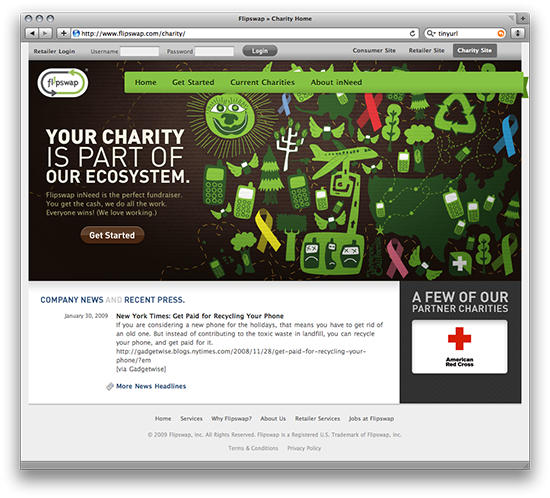 Flipswap » Charity Home
http://www.flipswap.com/charity/
tinyurl
Retailer Login Username Password Login Consumer Site Retailer Site Charity Site
flipswap
Home Get Started Current Charities About inNeed
YOUR CHARITY
IS PART OF
OUR ECOSYSTEM.
Flipswap inNeed is the perfect fundraiser.
You get the cash, we do all the work.
Everyone wins! (We love working.)
Get Started
COMPANY NEWS AND RECENT PRESS.
January 30, 2009 New York Times: Get Paid for Recycling Your Phone
If you are considering a new phone for the holidays, that means you have to get rid of
an old one. But instead of contributing to the toxic waste in landfill, you can recycle
your phone, and get paid for it.
http://gadgetwise.blogs.nytimes.com/2008/11/28/get-paid-for-recycling-your-
phone/?em
[via Gadgetwise]
More News Headlines
A FEW OF OUR
PARTNER CHARITIES
American
Red Cross
Home Services Why Flipswap? About Us Retailer Services Jobs at Flipswap
© 2009 Flipswap, Inc. All Rights Reserved. Flipswap is a Registered U.S. Trademark of Flipswap, Inc.
Terms & Conditions Privacy Policy